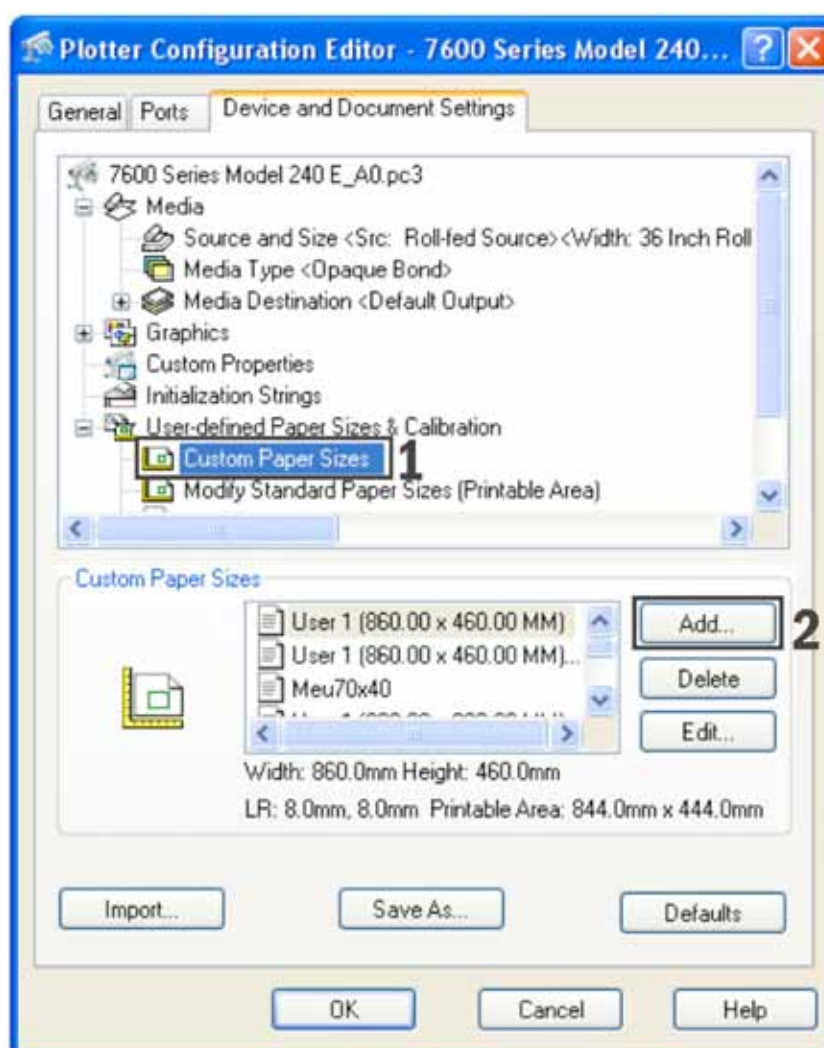 Plotter Configuration Editor - 7600 Series Model 240...
General Ports Device and Document Settings
7600 Series Model 240 E_A0.pc3
Media
Source and Size <Src: Roll-fed Source><Width: 36 Inch Roll
Media Type <Opaque Bond>
Media Destination <Default Output>
Graphics
Custom Properties
Initialization Strings
User-defined Paper Sizes & Calibration
Custom Paper Sizes 1
Modify Standard Paper Sizes (Printable Area)
Custom Paper Sizes
User 1 (860.00 x 460.00 MM)
Add... 2
User 1 (860.00 x 460.00 MM)...
Meu70x40
Delete
Edit...
Width: 860.0mm Height: 460.0mm
LR: 8.0mm, 8.0mm Printable Area: 844.0mm x 444.0mm
Import... Save As... Defaults
OK Cancel Help